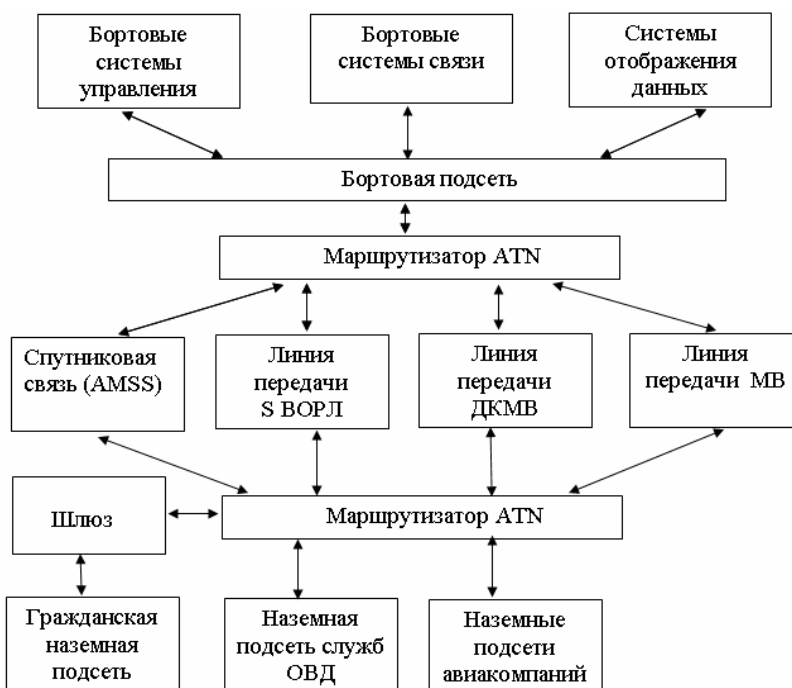 Бортовые
системы
управления
Бортовые
системы связи
Системы
отображения
данных
Бортовая подсеть
Маршрутизатор ATN
Спутниковая
связь (AMSS)
Линия
передачи
S ВОРЛ
Линия
передачи
ДКМВ
Линия
передачи МВ
Шлюз
Маршрутизатор ATN
Гражданская
наземная
подсеть
Наземная
подсеть служб
ОВД
Наземные
подсети
авиакомпаний